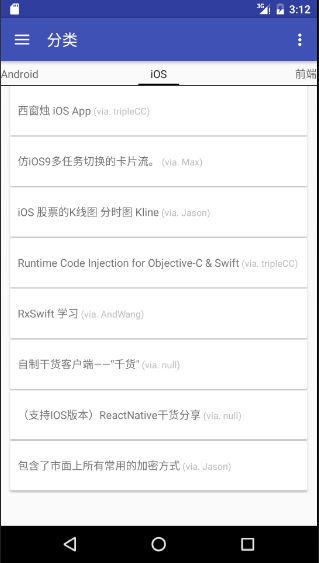 3G 3:12
分类
Android iOS 前端
西窗烛 iOS App (via. tripleCC)
仿iOS9多任务切换的卡片流。 (via. Max)
iOS 股票的K线图 分时图 Kline (via. Jason)
Runtime Code Injection for Objective-C & Swift (via. tripleCC)
RxSwift 学习 (via. AndWang)
自制干货客户端——“千货” (via. null)
（支持IOS版本）ReactNative干货分享 (via. null)
包含了市面上所有常用的加密方式 (via. Jason)